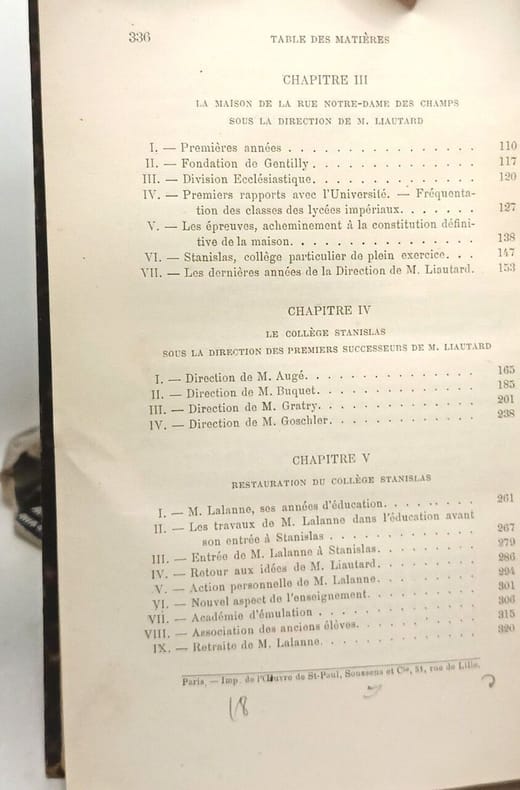 336 TABLE DES MATIÈRES
CHAPITRE III
LA MAISON DE LA RUE NOTRE-DAME DES CHAMPS
SOUS LA DIRECTION DE M. LIAUTARD
I. — Premières années . . . . . . . . . . . . . . . . 110
II. — Fondation de Gentilly . . . . . . . . . . . . . 117
III. — Division Ecclésiastique. . . . . . . . . . . . . 120
IV. — Premiers rapports avec l'Université. — Fréquenta-
tion des classes des lycées impériaux. . . . . . . 127
V. — Les épreuves, acheminement à la constitution défini-
tive de la maison. . . . . . . . . . . . . . . 138
VI. — Stanislas, collège particulier de plein exercice. . . 147
VII. — Les dernières années de la Direction de M. Liautard. 153
CHAPITRE IV
LE COLLÈGE STANISLAS
SOUS LA DIRECTION DES PREMIERS SUCCESSEURS DE M. LIAUTARD
I. — Direction de M. Augé. . . . . . . . . . . . . . 165
II. — Direction de M. Buquet. . . . . . . . . . . . . 185
III. — Direction de M. Gratry. . . . . . . . . . . . . 201
IV. — Direction de M. Goschler. . . . . . . . . . . . 238
CHAPITRE V
RESTAURATION DU COLLÈGE STANISLAS
I. — M. Lalanne, ses années d'éducation. . . . . . . . 261
II. — Les travaux de M. Lalanne dans l'éducation avant
son entrée à Stanislas . . . . . . . . . . . . . 267
III. — Entrée de M. Lalanne à Stanislas. . . . . . . . . 279
IV. — Retour aux idées de M. Liautard. . . . . . . . . 286
V. — Action personnelle de M. Lalanne. . . . . . . . . 294
VI. — Nouvel aspect de l'enseignement. . . . . . . . . 301
VII. — Académie d'émulation . . . . . . . . . . . . . 306
VIII. — Association des anciens élèves. . . . . . . . . . 315
IX. — Retraite de M. Lalanne. . . . . . . . . . . . . 320
Paris. — Imp. de l'Œuvre de St-Paul, Soussens et Cie, 51, rue de Lille.
18